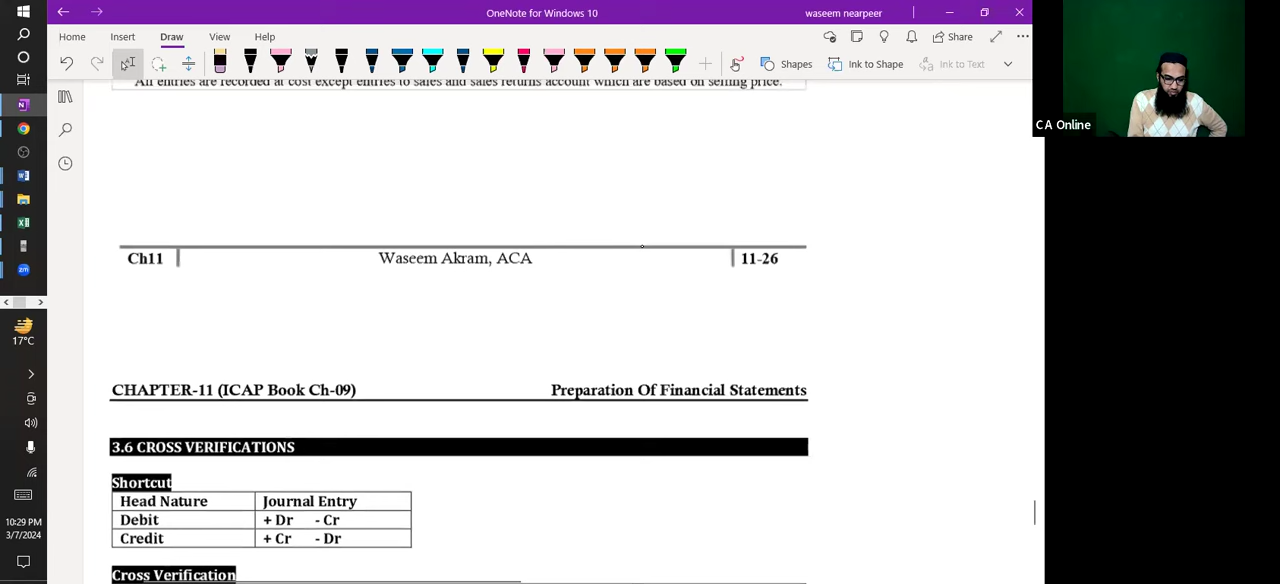 OneNote for Windows 10
waseem nearpeer
Home Insert Draw View Help
Share
Shapes Ink to Shape Ink to Text
All entries are recorded at cost except entries to sales and sales returns account which are based on selling price.
C A Online
Ch11 Waseem Akram, ACA 11-26
CHAPTER-11 (ICAP Book Ch-09) Preparation Of Financial Statements
3.6 CROSS VERIFICATIONS
Shortcut
Head Nature Journal Entry
Debit + Dr - Cr
Credit + Cr - Dr
Cross Verification
17°C
10:29 PM
3/7/2024